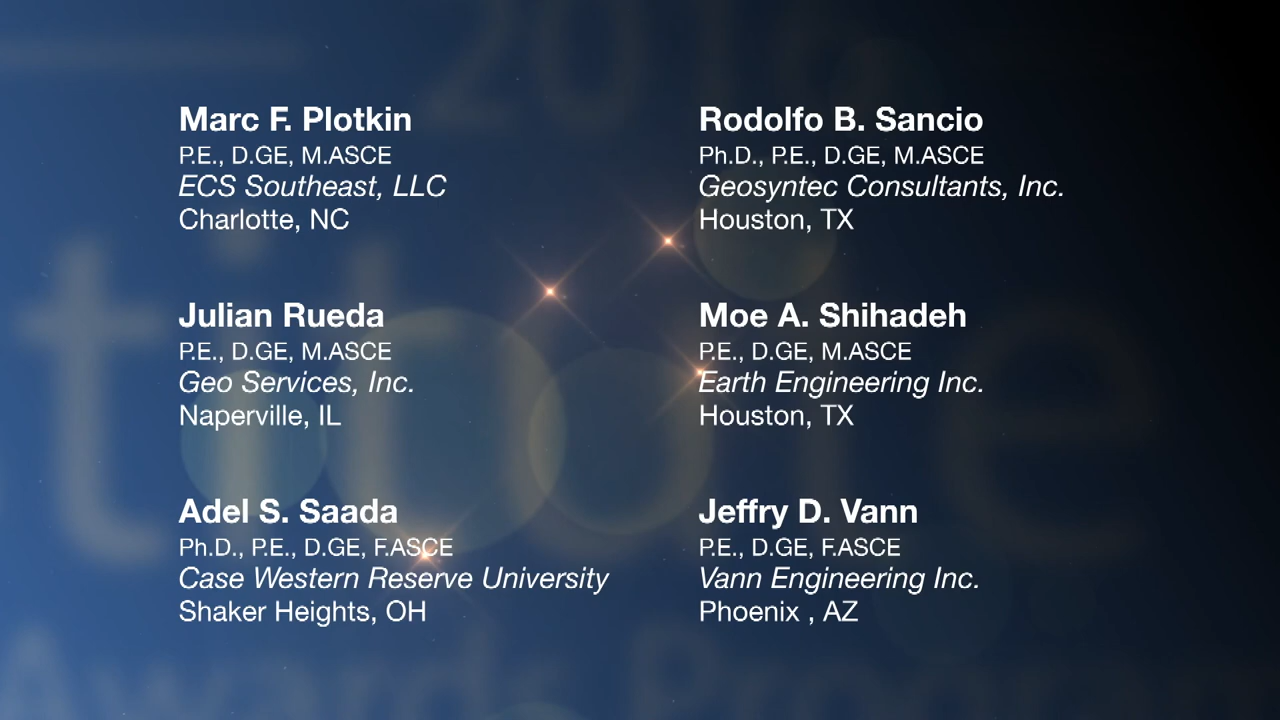 Marc F. Plotkin
P.E., D.GE, M.ASCE
ECS Southeast, LLC
Charlotte, NC
Julian Rueda
P.E., D.GE, M.ASCE
Geo Services, Inc.
Naperville, IL
Adel S. Saada
Ph.D., P.E., D.GE, F.ASCE
Case Western Reserve University
Shaker Heights, OH
Rodolfo B. Sancio
Ph.D., P.E., D.GE, M.ASCE
Geosyntec Consultants, Inc.
Houston, TX
Moe A. Shihadeh
P.E., D.GE, M.ASCE
Earth Engineering Inc.
Houston, TX
Jeffry D. Vann
P.E., D.GE, F.ASCE
Vann Engineering Inc.
Phoenix , AZ